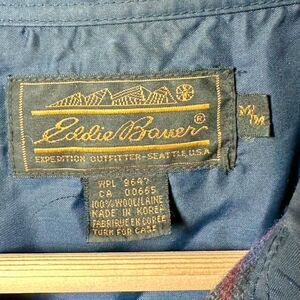 Eddie Bauer®
EXPEDITION OUTFITTER-SEATTLE, U.S.A
M/M
WPL 8647
CA 00665
100% WOOL/LAINE
MADE IN KOREA
FABRIQUE EN COREE
TURN FOR CARE